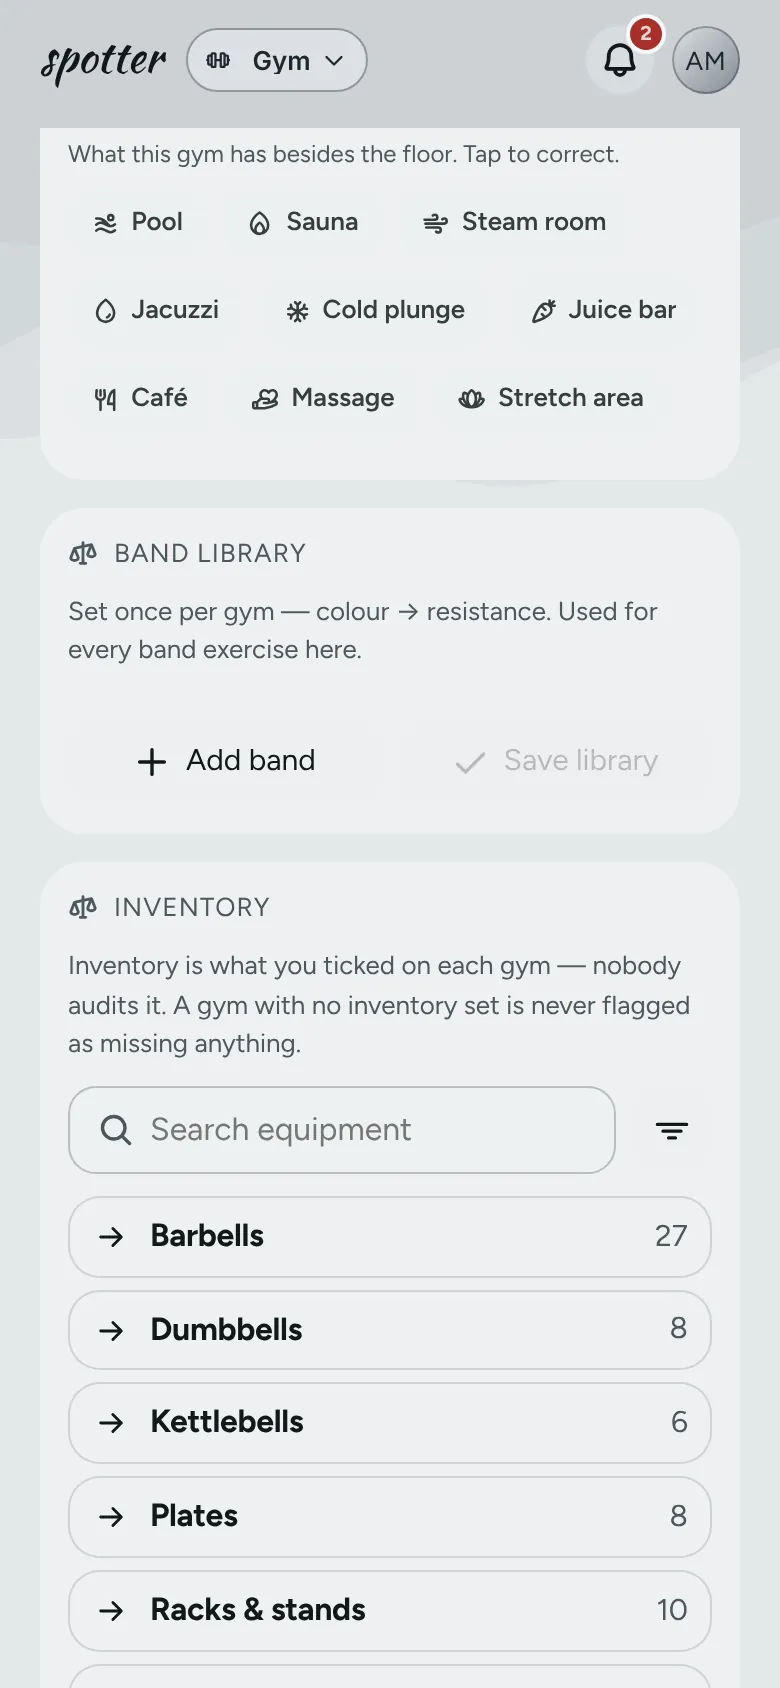 spotter
Gym
2
AM
What this gym has besides the floor. Tap to correct.
Pool
Sauna
Steam room
Jacuzzi
Cold plunge
Juice bar
Café
Massage
Stretch area
BAND LIBRARY
Set once per gym — colour → resistance. Used for
every band exercise here.
Add band
Save library
INVENTORY
Inventory is what you ticked on each gym — nobody
audits it. A gym with no inventory set is never flagged
as missing anything.
Search equipment
Barbells 27
Dumbbells 8
Kettlebells 6
Plates 8
Racks & stands 10